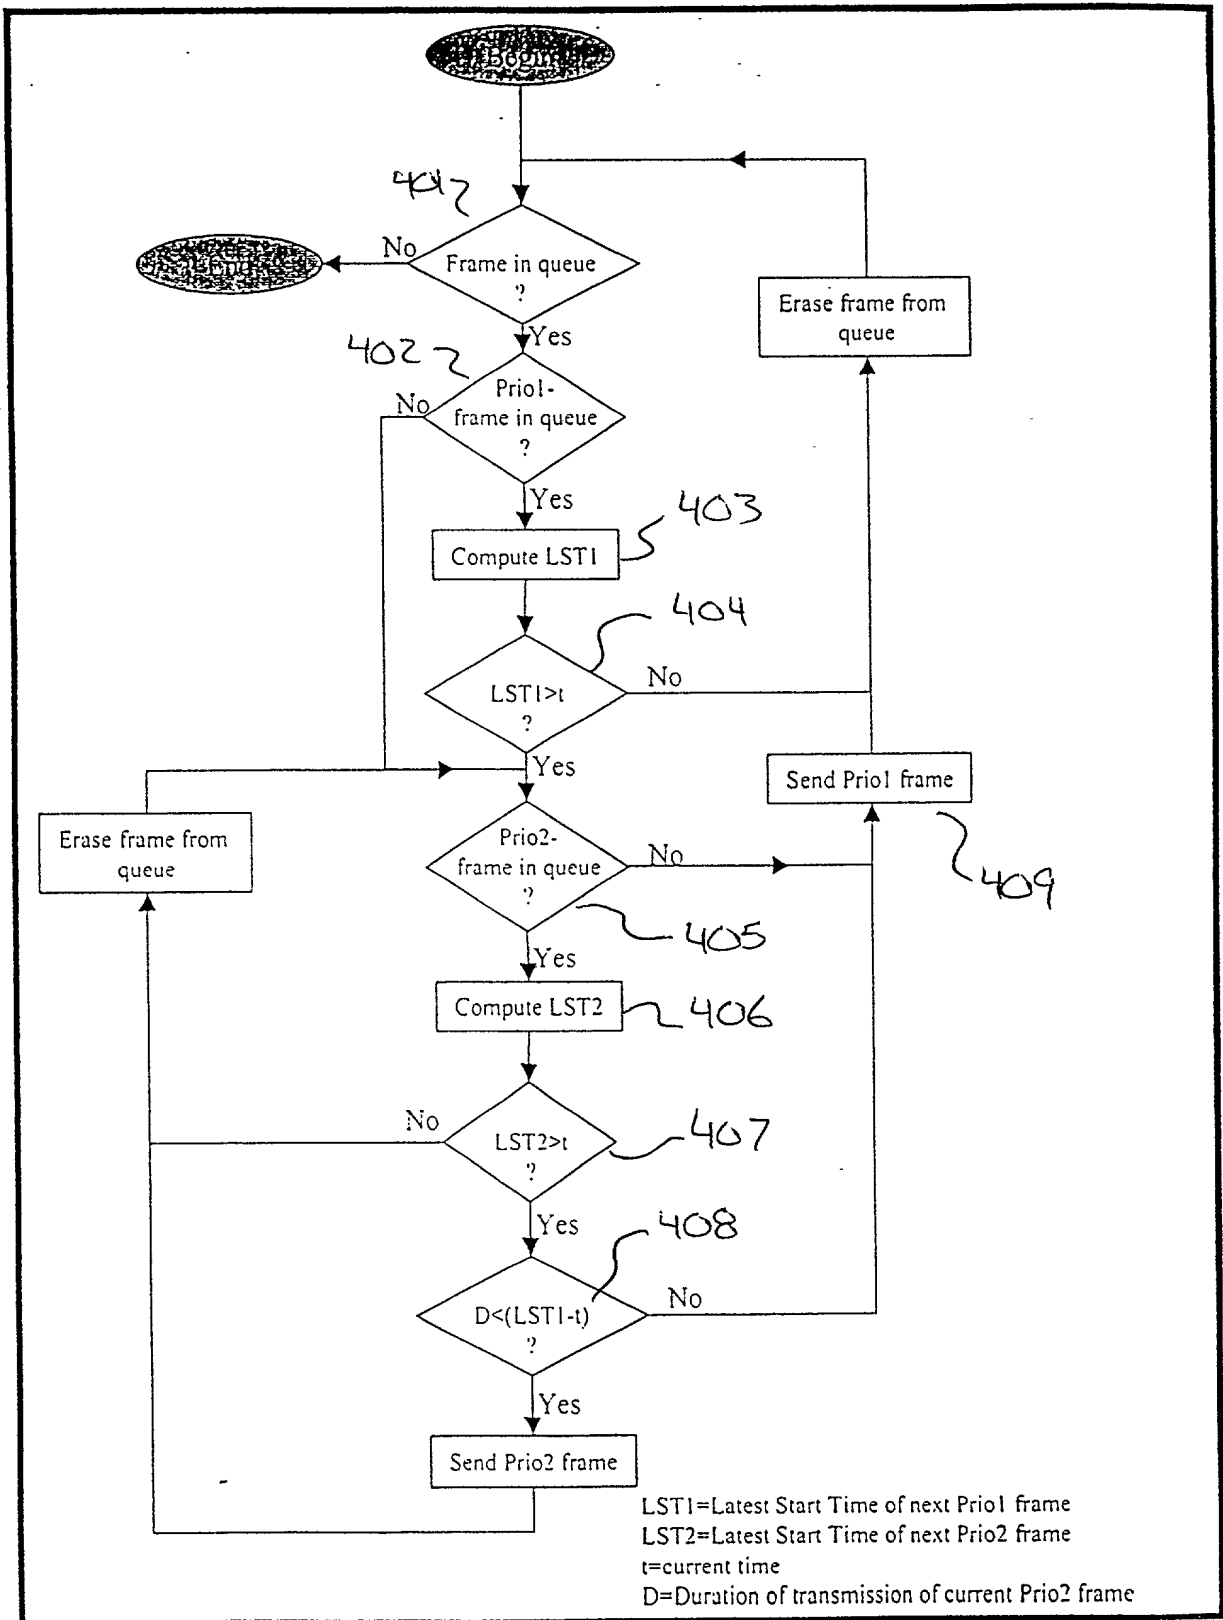 Begin
401
No
End
Frame in queue
?
Erase frame from
queue
Yes
402
Prio1-
No
frame in queue
?
Yes
403
Compute LST1
404
No
LST1>t
?
Yes
Send Prio1 frame
Erase frame from
queue
Prio2-
frame in queue
?
No
409
405
Yes
Compute LST2
406
No
LST2>t
?
407
Yes
408
D<(LST1-t)
?
No
Yes
Send Prio2 frame
LST1=Latest Start Time of next Prio1 frame
LST2=Latest Start Time of next Prio2 frame
t=current time
D=Duration of transmission of current Prio2 frame